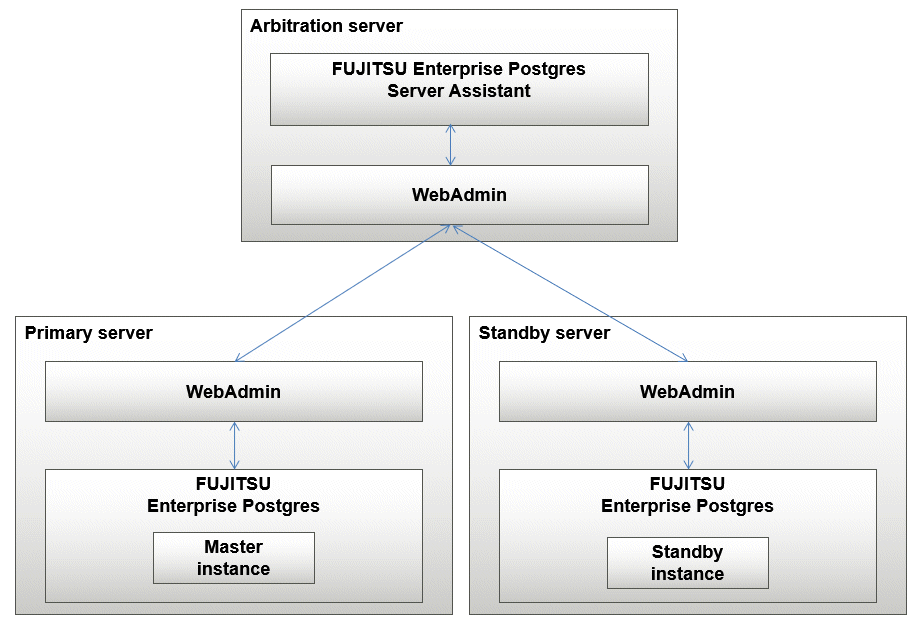 Arbitration server
FUJITSU Enterprise Postgres
Server Assistant
WebAdmin
Primary server
WebAdmin
FUJITSU
Enterprise Postgres
Master
instance
Standby server
WebAdmin
FUJITSU
Enterprise Postgres
Standby
instance